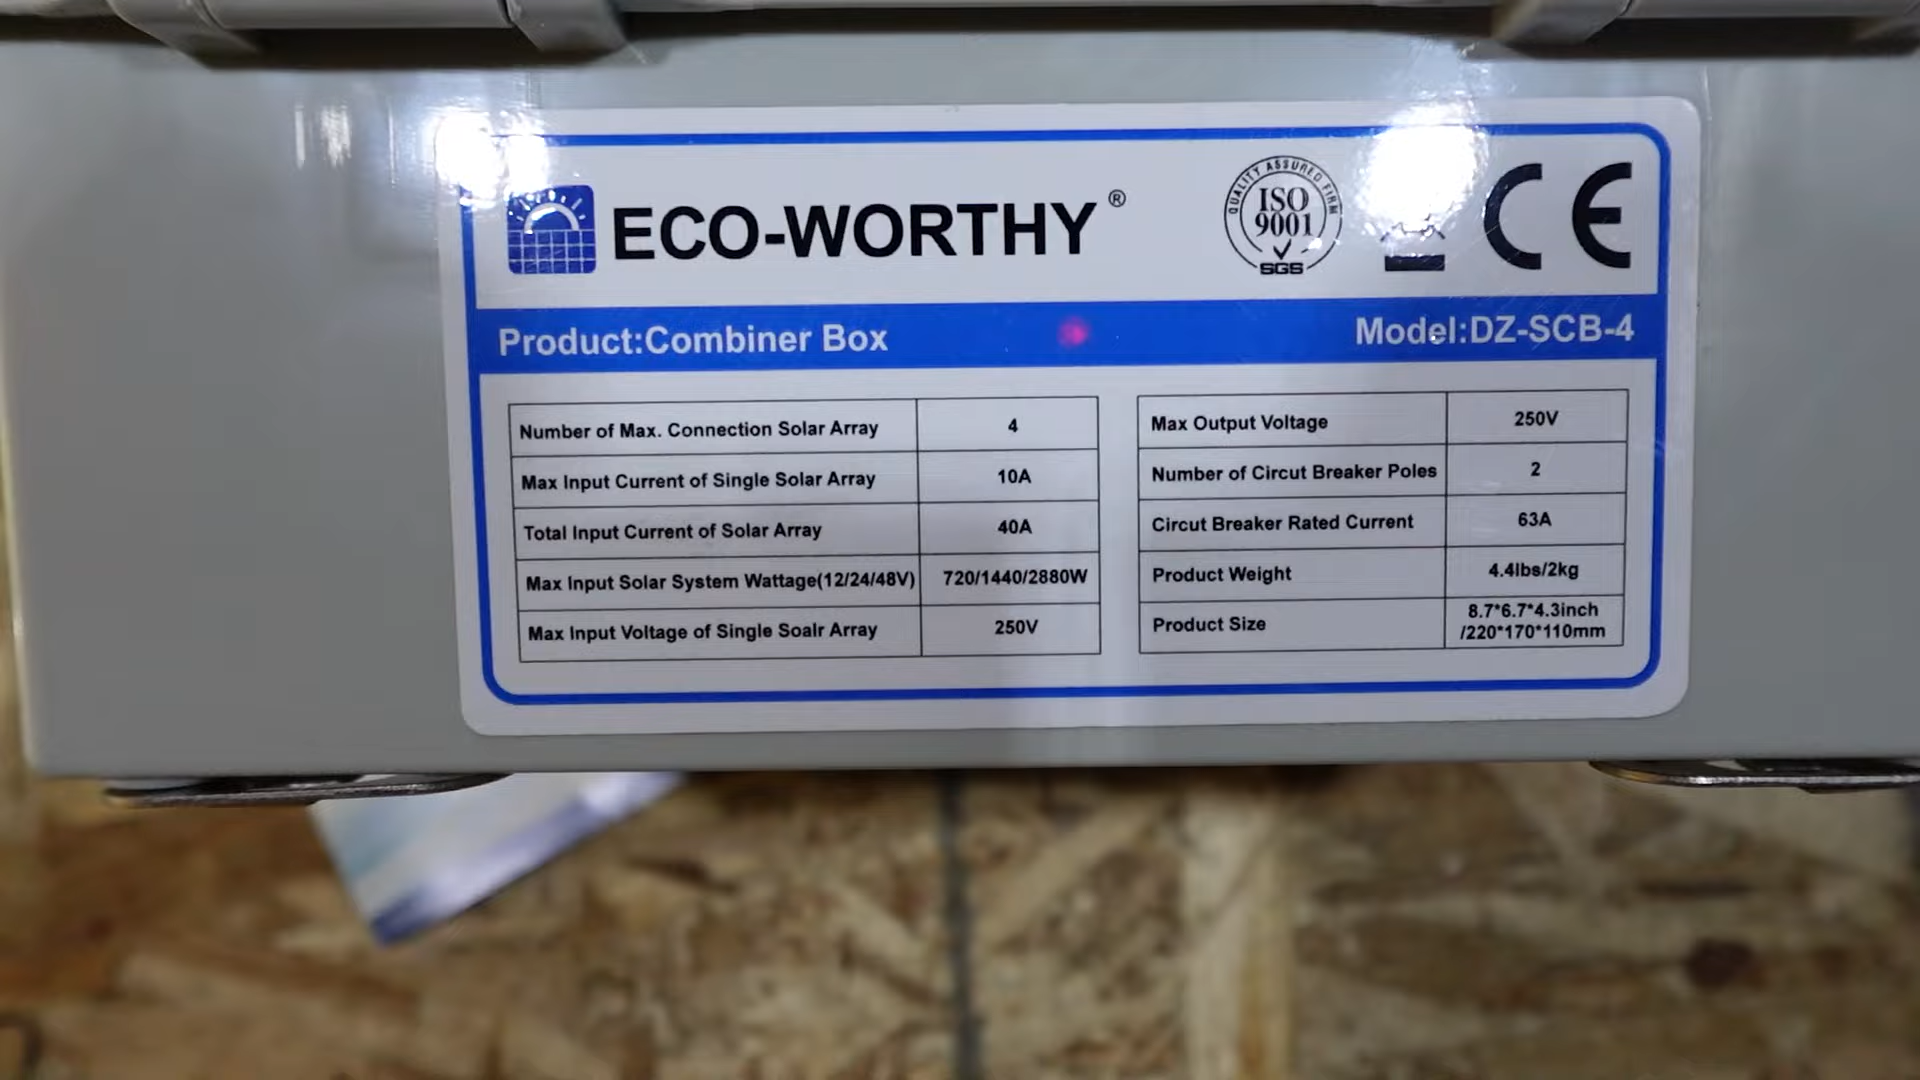 ECO-WORTHY®
QUALITY ASSURED FIRM
ISO
9001
SGS
CE
Product:Combiner Box
Model:DZ-SCB-4
Number of Max. Connection Solar Array 4
Max Input Current of Single Solar Array 10A
Total Input Current of Solar Array 40A
Max Input Solar System Wattage(12/24/48V) 720/1440/2880W
Max Input Voltage of Single Soalr Array 250V
Max Output Voltage 250V
Number of Circut Breaker Poles 2
Circut Breaker Rated Current 63A
Product Weight 4.4lbs/2kg
Product Size 8.7*6.7*4.3inch
/220*170*110mm